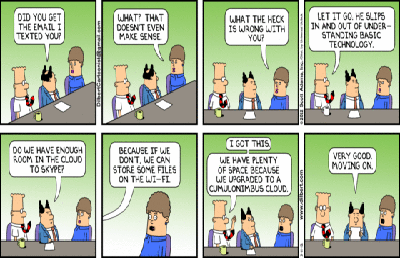 DID YOU GET
THE EMAIL I
TEXTED YOU?
WHAT? THAT
DOESN'T EVEN
MAKE SENSE.
WHAT THE HECK
IS WRONG WITH
YOU?
LET IT GO. HE SLIPS
IN AND OUT OF UNDER-
STANDING BASIC
TECHNOLOGY.
DO WE HAVE ENOUGH
ROOM IN THE CLOUD
TO SKYPE?
BECAUSE IF WE
DON'T, WE CAN
STORE SOME FILES
ON THE WI-FI.
I GOT THIS.
WE HAVE PLENTY
OF SPACE BECAUSE
WE UPGRADED TO A
CUMULONIMBUS CLOUD.
VERY GOOD.
MOVING ON.
www.dilbert.com